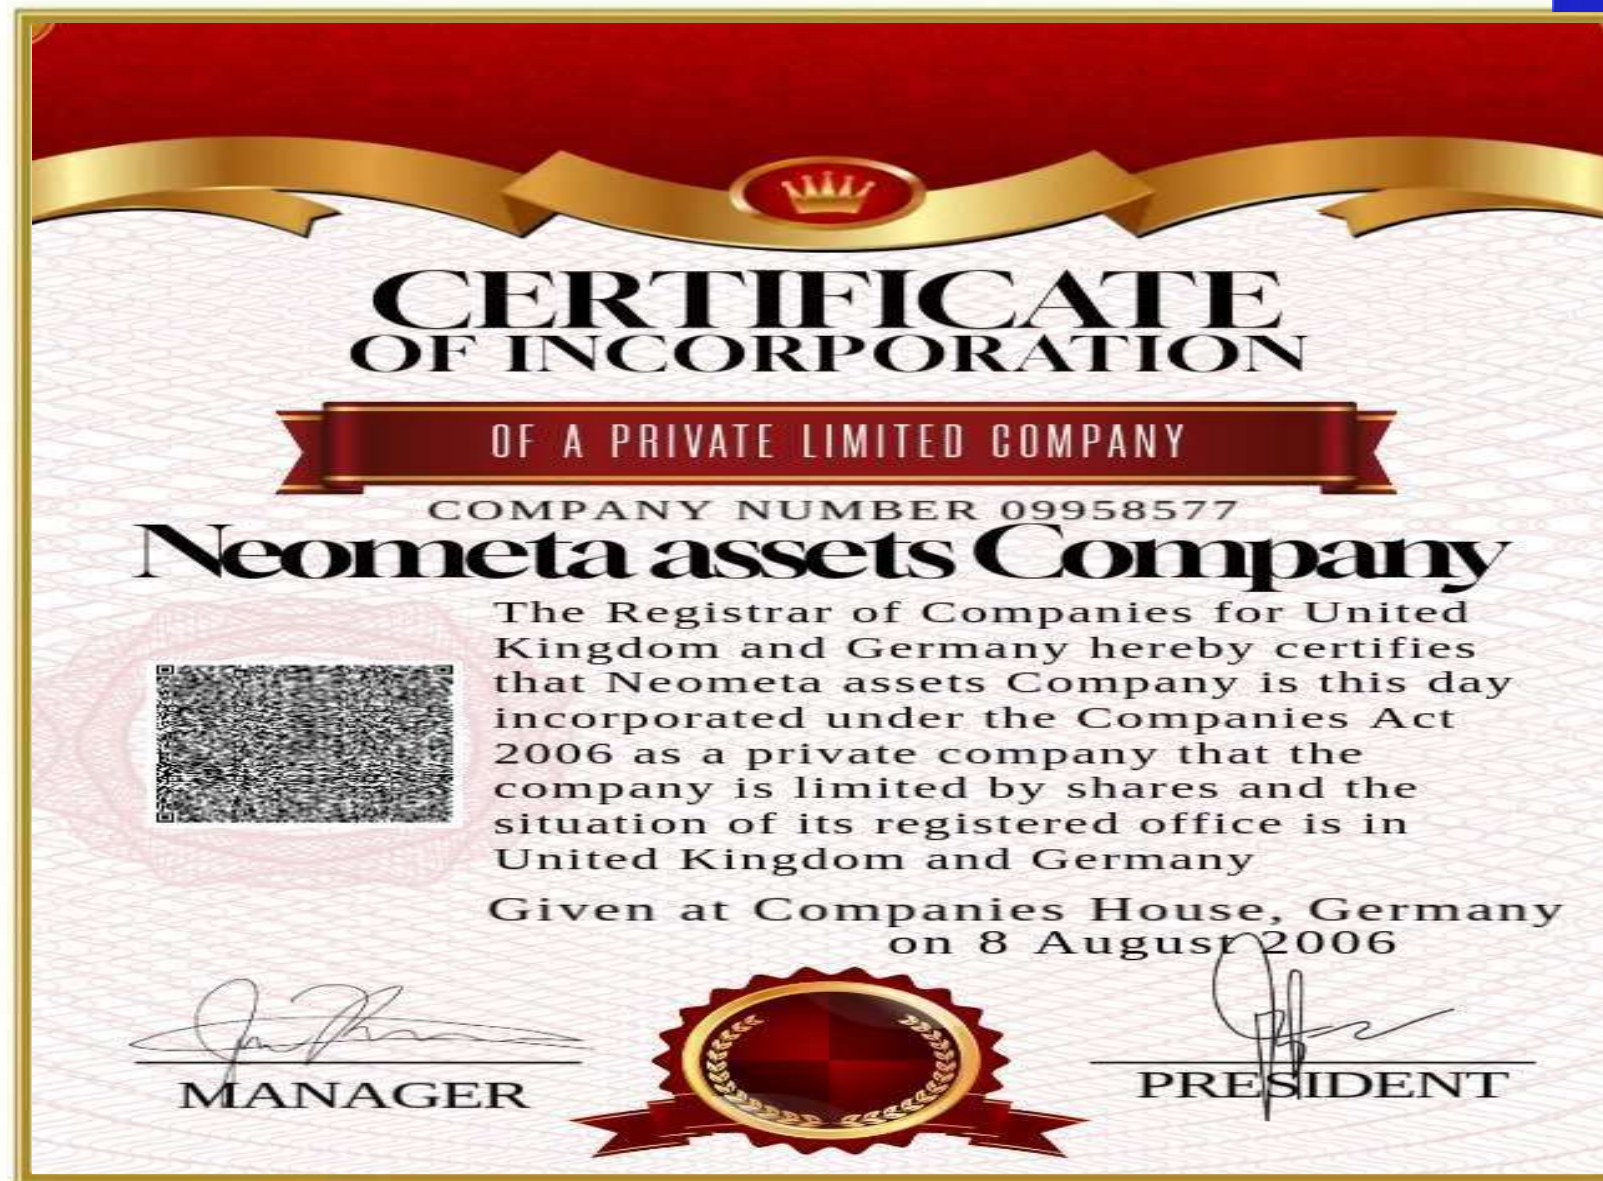 CERTIFICATE
OF INCORPORATION
OF A PRIVATE LIMITED COMPANY
COMPANY NUMBER 09958577
Neometa assets Company
The Registrar of Companies for United
Kingdom and Germany hereby certifies
that Neometa assets Company is this day
incorporated under the Companies Act
2006 as a private company that the
company is limited by shares and the
situation of its registered office is in
United Kingdom and Germany
Given at Companies House, Germany
on 8 August 2006
MANAGER
PRESIDENT